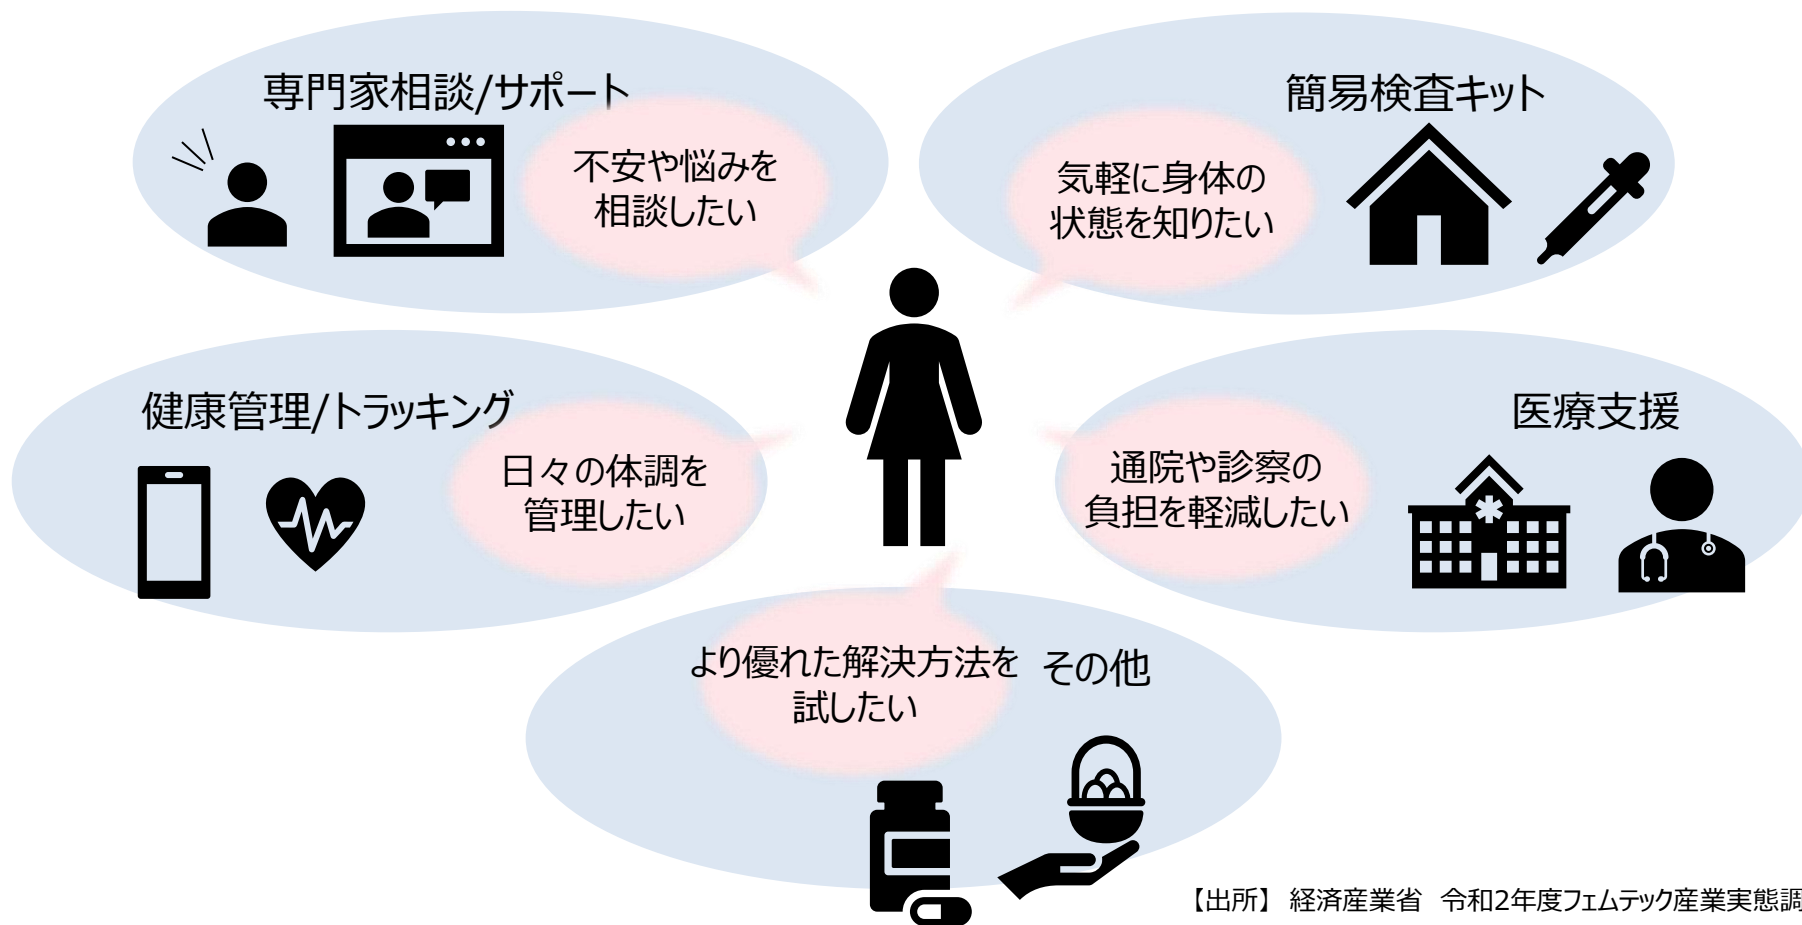 専門家相談/サポート
不安や悩みを
相談したい
簡易検査キット
気軽に身体の
状態を知りたい
健康管理/トラッキング
日々の体調を
管理したい
医療支援
通院や診察の
負担を軽減したい
より優れた解決方法を
試したい
その他
【出所】 経済産業省 令和2年度フェムテック産業実態調